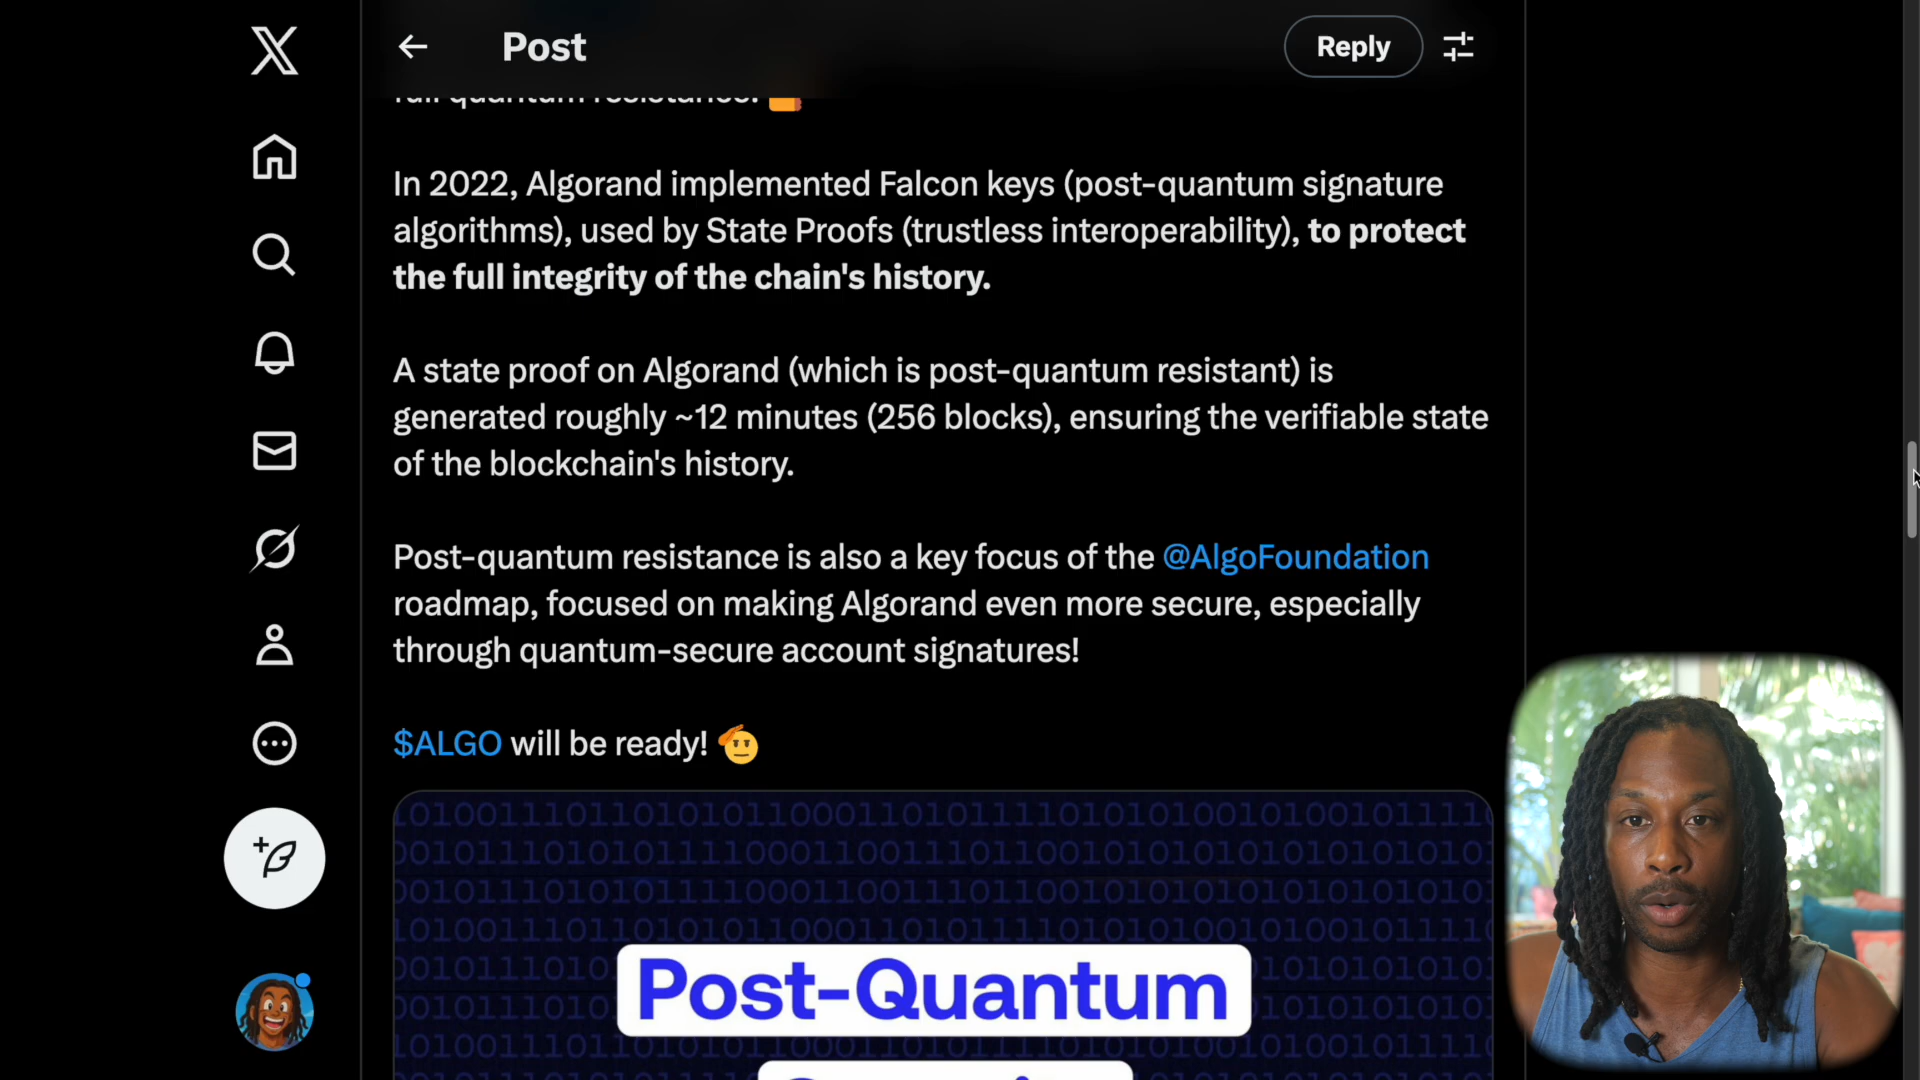 Post
Reply
full quantum resistance.
In 2022, Algorand implemented Falcon keys (post-quantum signature
algorithms), used by State Proofs (trustless interoperability), to protect
the full integrity of the chain's history.
A state proof on Algorand (which is post-quantum resistant) is
generated roughly ~12 minutes (256 blocks), ensuring the verifiable state
of the blockchain's history.
Post-quantum resistance is also a key focus of the @AlgoFoundation
roadmap, focused on making Algorand even more secure, especially
through quantum-secure account signatures!
$ALGO will be ready!
Post-Quantum